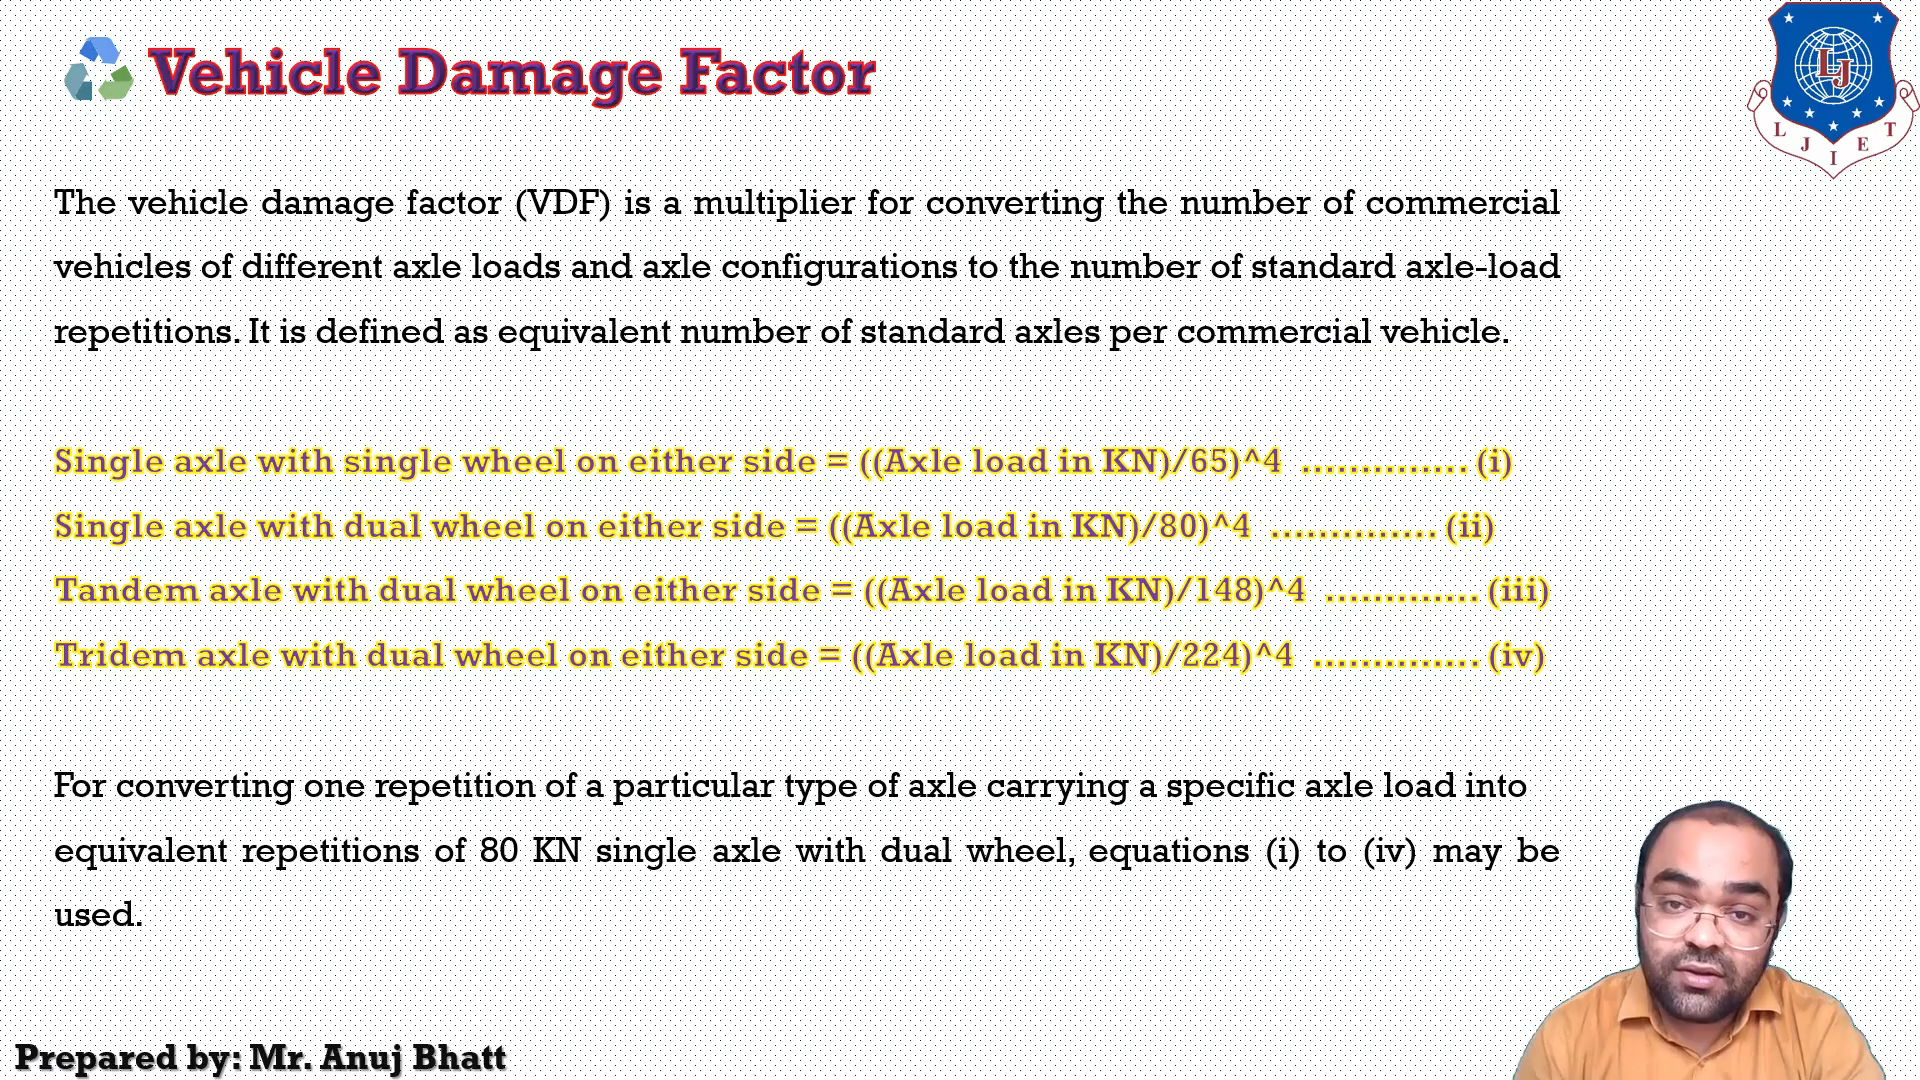 Vehicle Damage Factor
LJ
L J I E T
The vehicle damage factor (VDF) is a multiplier for converting the number of commercial
vehicles of different axle loads and axle configurations to the number of standard axle-load
repetitions. It is defined as equivalent number of standard axles per commercial vehicle.
Single axle with single wheel on either side = ((Axle load in KN)/65)^4 .............. (i)
Single axle with dual wheel on either side = ((Axle load in KN)/80)^4 .............. (ii)
Tandem axle with dual wheel on either side = ((Axle load in KN)/148)^4 ............. (iii)
Tridem axle with dual wheel on either side = ((Axle load in KN)/224)^4 .............. (iv)
For converting one repetition of a particular type of axle carrying a specific axle load into
equivalent repetitions of 80 KN single axle with dual wheel, equations (i) to (iv) may be
used.
Prepared by: Mr. Anuj Bhatt